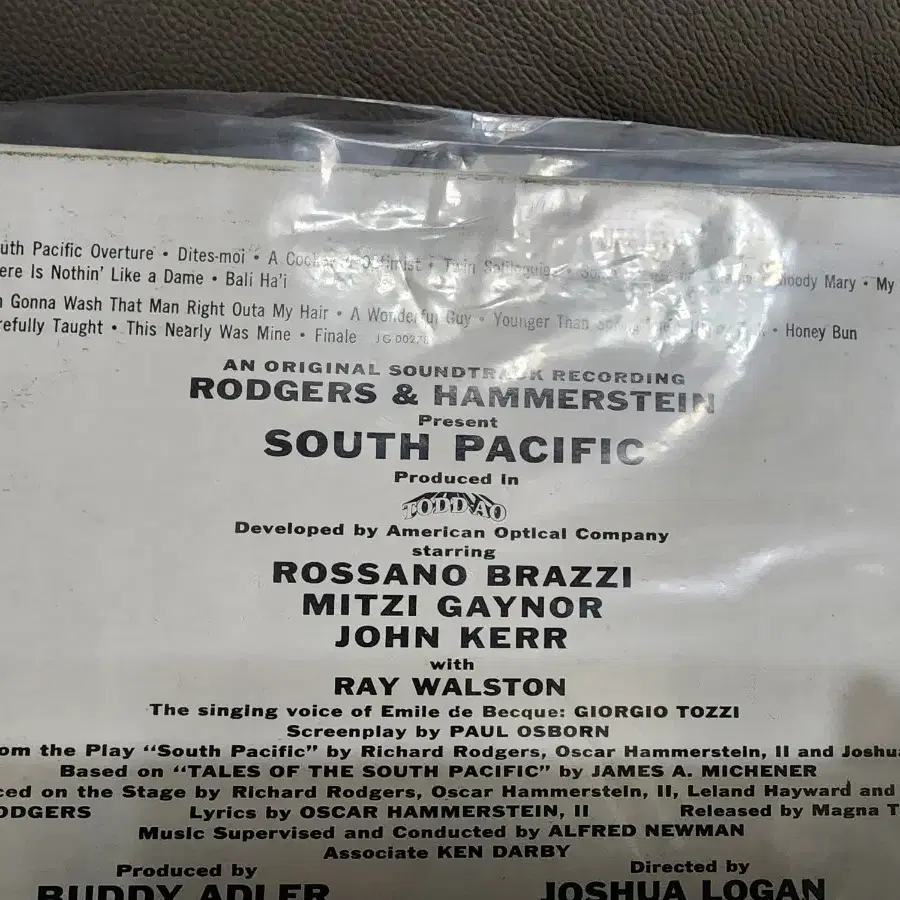 uth Pacific Overture • Dites-moi • A Cock Optimist • Twin Soliloquies • Bloody Mary • My
ere Is Nothin' Like a Dame • Bali Ha'i
n Gonna Wash That Man Right Outa My Hair • A Wonderful Guy • Younger Than • Honey Bun
refully Taught • This Nearly Was Mine • Finale
AN ORIGINAL SOUNDTRACK RECORDING
RODGERS & HAMMERSTEIN
Present
SOUTH PACIFIC
Produced in
TODD-AO
Developed by American Optical Company
starring
ROSSANO BRAZZI
MITZI GAYNOR
JOHN KERR
with
RAY WALSTON
The singing voice of Emile de Becque: GIORGIO TOZZI
Screenplay by PAUL OSBORN
om the Play "South Pacific" by Richard Rodgers, Oscar Hammerstein, II and Joshu
Based on "TALES OF THE SOUTH PACIFIC" by JAMES A. MICHENER
ced on the Stage by Richard Rodgers, Oscar Hammerstein, II, Leland Hayward and
ODGERS Lyrics by OSCAR HAMMERSTEIN, II Released by Magna T
Music Supervised and Conducted by ALFRED NEWMAN
Associate KEN DARBY
Produced by Directed by
BUDDY ADLER JOSHUA LOGAN